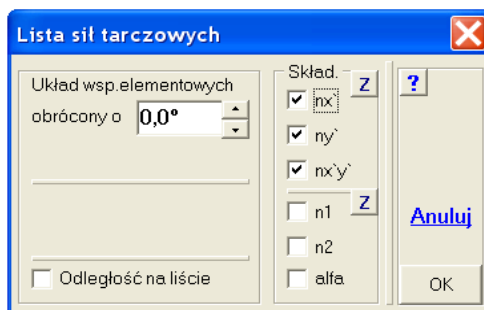 Lista sił tarczowych
Układ wsp.elementowych
obrócony o 0,0°
Odległość na liście
Skład. Z
nx`
ny`
nx`y`
Z
n1
n2
alfa
?
Anuluj
OK